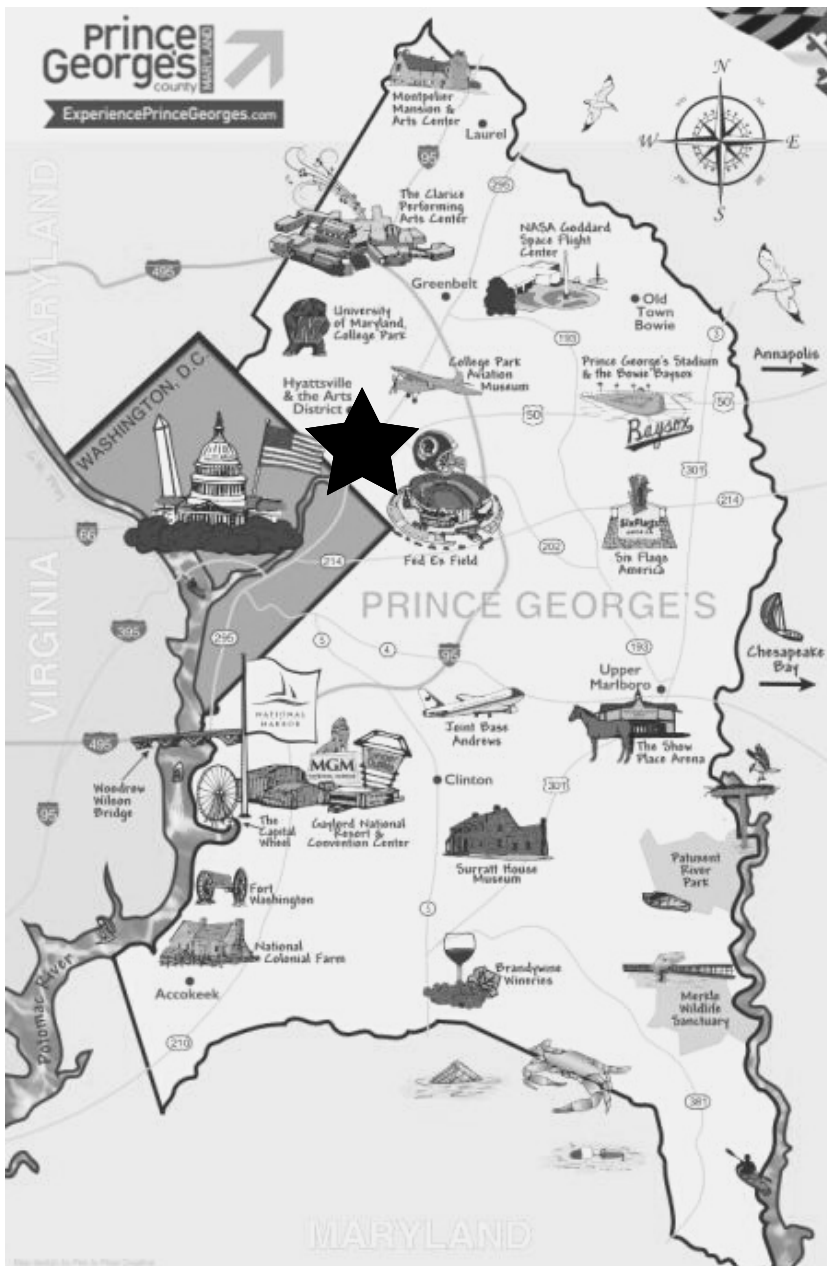 Prince
George's
county
MARYLAND
ExperiencePrinceGeorges.com
N
W
E
S
Montpelier
Mansion &
Arts Center
Laurel
95
295
The Clarice
Performing
Arts Center
NASA Goddard
Space Flight
Center
MARYLAND
495
Greenbelt
Old
Town
Bowie
University
of Maryland,
College Park
193
3
Annapolis
WASHINGTON, D.C.
College Park
Aviation
Museum
Prince George's Stadium
& the Bowie Baysox
Hyattsville
& the Arts
District
50
50
Baysox
301
214
66
SixFlags
AMERICA
202
Six Flags
America
214
Fed Ex Field
VIRGINIA
PRINCE GEORGE'S
395
295
5
4
95
193
Chesapeake
Bay
Upper
Marlboro
NATIONAL
HARBOR
Joint Base
Andrews
495
The Show
Place Arena
MGM
NATIONAL HARBOR
Clinton
301
Woodrow
Wilson
Bridge
95
The
Capital
Wheel
Gaylord National
Resort &
Convention Center
Surratt House
Museum
Patuxent
River
Park
Fort
Washington
5
National
Colonial Farm
Brandywine
Wineries
Accokeek
Potomac River
Merkle
Wildlife
Sanctuary
210
381
MARYLAND